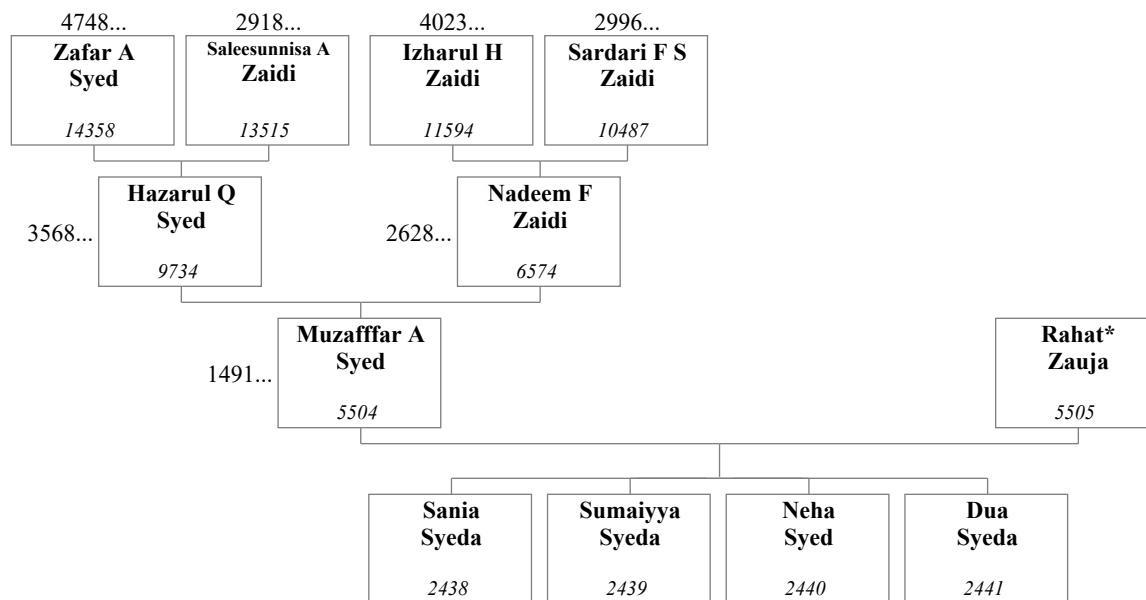 4748... 2918... 4023... 2996...
Zafar A
Syed
14358
Saleesunnisa A
Zaidi
13515
Izharul H
Zaidi
11594
Sardari F S
Zaidi
10487
3568...
Hazarul Q
Syed
9734
2628...
Nadeem F
Zaidi
6574
1491...
Muzafffar A
Syed
5504
Rahat*
Zauja
5505
Sania
Syeda
2438
Sumaiyya
Syeda
2439
Neha
Syed
2440
Dua
Syeda
2441